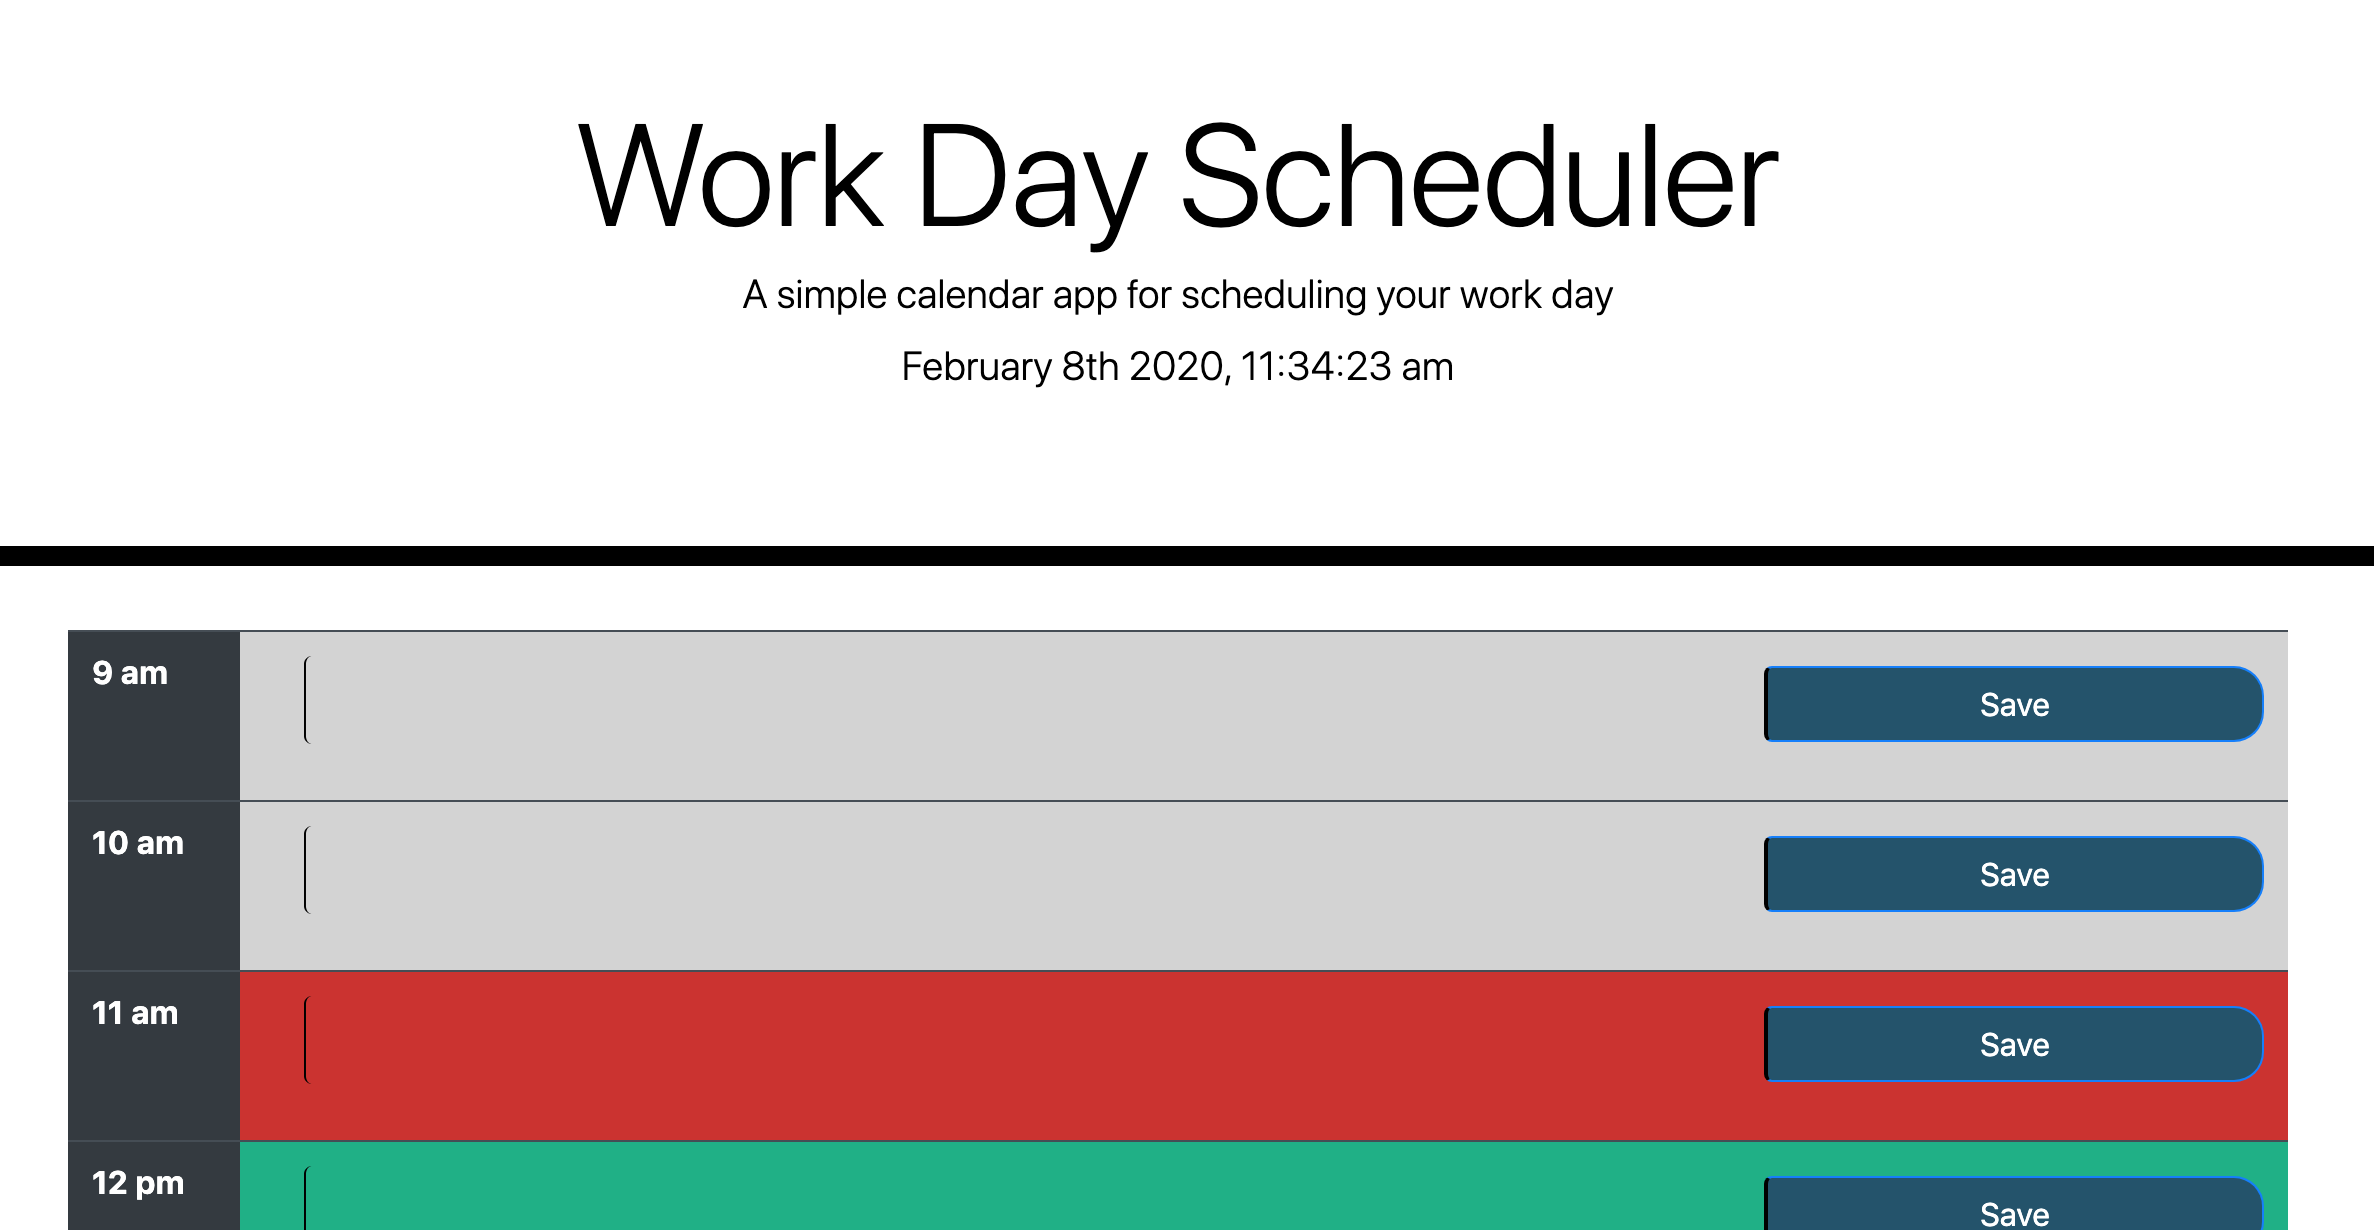 Work Day Scheduler
A simple calendar app for scheduling your work day
February 8th 2020, 11:34:23 am
9 am
Save
10 am
Save
11 am
Save
12 pm
Save